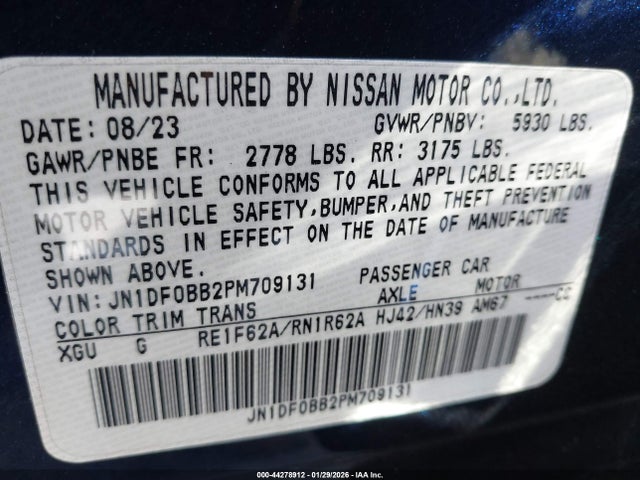 MANUFACTURED BY NISSAN MOTOR CO.,LTD.
DATE: 08/23 GVWR/PNBV: 5930 LBS.
GAWR/PNBE FR: 2778 LBS. RR: 3175 LBS.
THIS VEHICLE CONFORMS TO ALL APPLICABLE FEDERAL
MOTOR VEHICLE SAFETY,BUMPER,AND THEFT PREVENTION
STANDARDS IN EFFECT ON THE DATE OF MANUFACTURE
SHOWN ABOVE.
VIN: JN1DF0BB2PM709131 PASSENGER CAR
COLOR TRIM TRANS AXLE MOTOR
XGU G RE1F62A/RN1R62A HJ42/HN39 AM67 ----CC
JN1DF0BB2PM709131
000-44278912 | 01/29/2026 | IAA Inc.